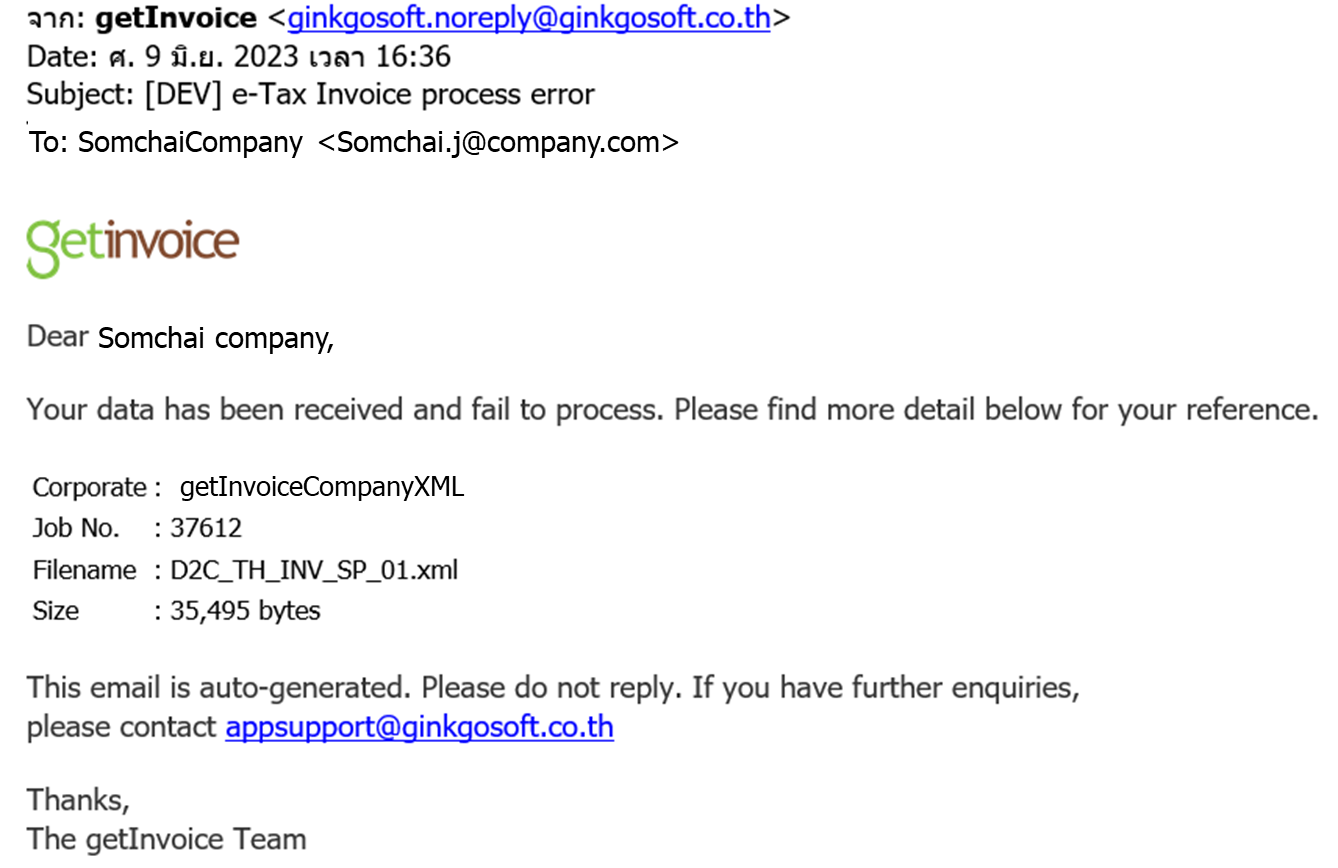 จาก: getInvoice <ginkgosoft.noreply@ginkgosoft.co.th>
Date: ศ. 9 มิ.ย. 2023 เวลา 16:36
Subject: [DEV] e-Tax Invoice process error
To: SomchaiCompany <Somchai.j@company.com>
getinvoice
Dear Somchai company,
Your data has been received and fail to process. Please find more detail below for your reference.
Corporate : getInvoiceCompanyXML
Job No. : 37612
Filename : D2C_TH_INV_SP_01.xml
Size : 35,495 bytes
This email is auto-generated. Please do not reply. If you have further enquiries,
please contact appsupport@ginkgosoft.co.th
Thanks,
The getInvoice Team